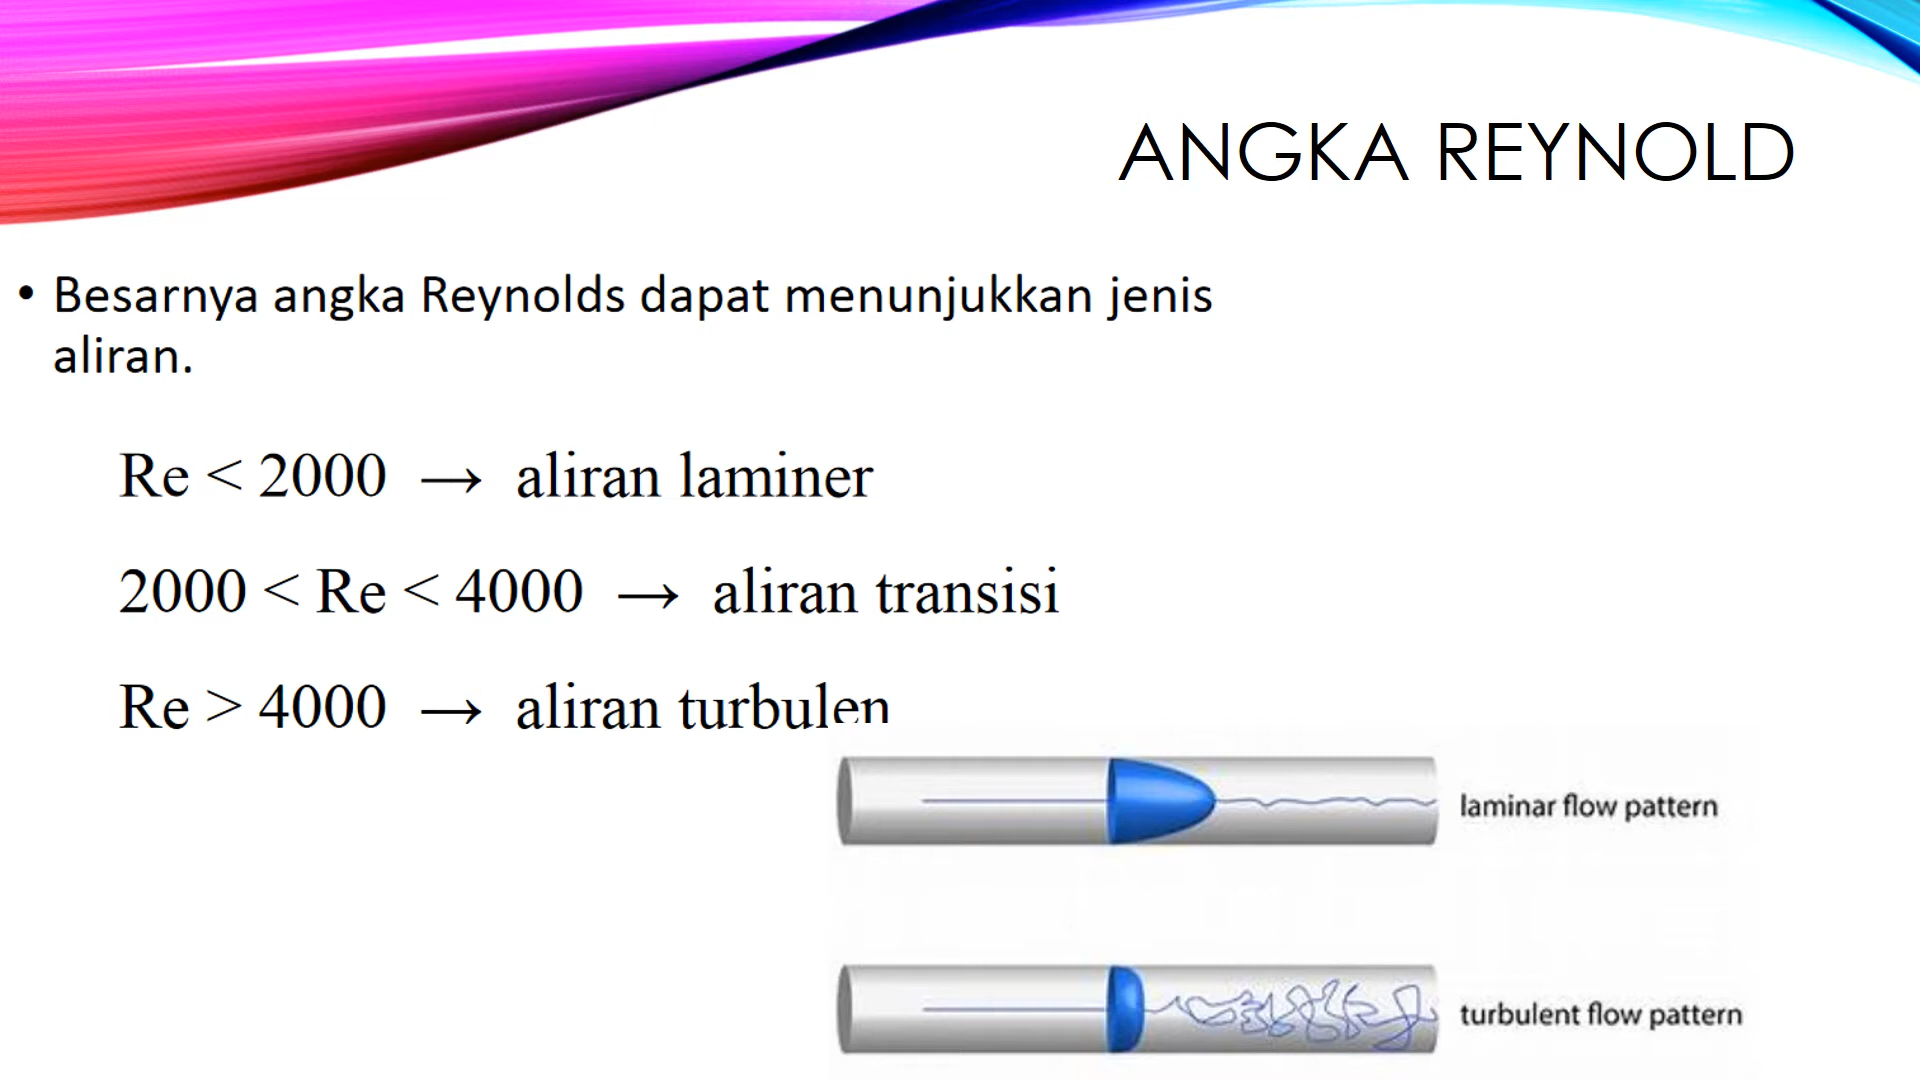 ANGKA REYNOLD
• Besarnya angka Reynolds dapat menunjukkan jenis
aliran.
Re < 2000 → aliran laminer
2000 < Re < 4000 → aliran transisi
Re > 4000 → aliran turbulen
laminar flow pattern
turbulent flow pattern